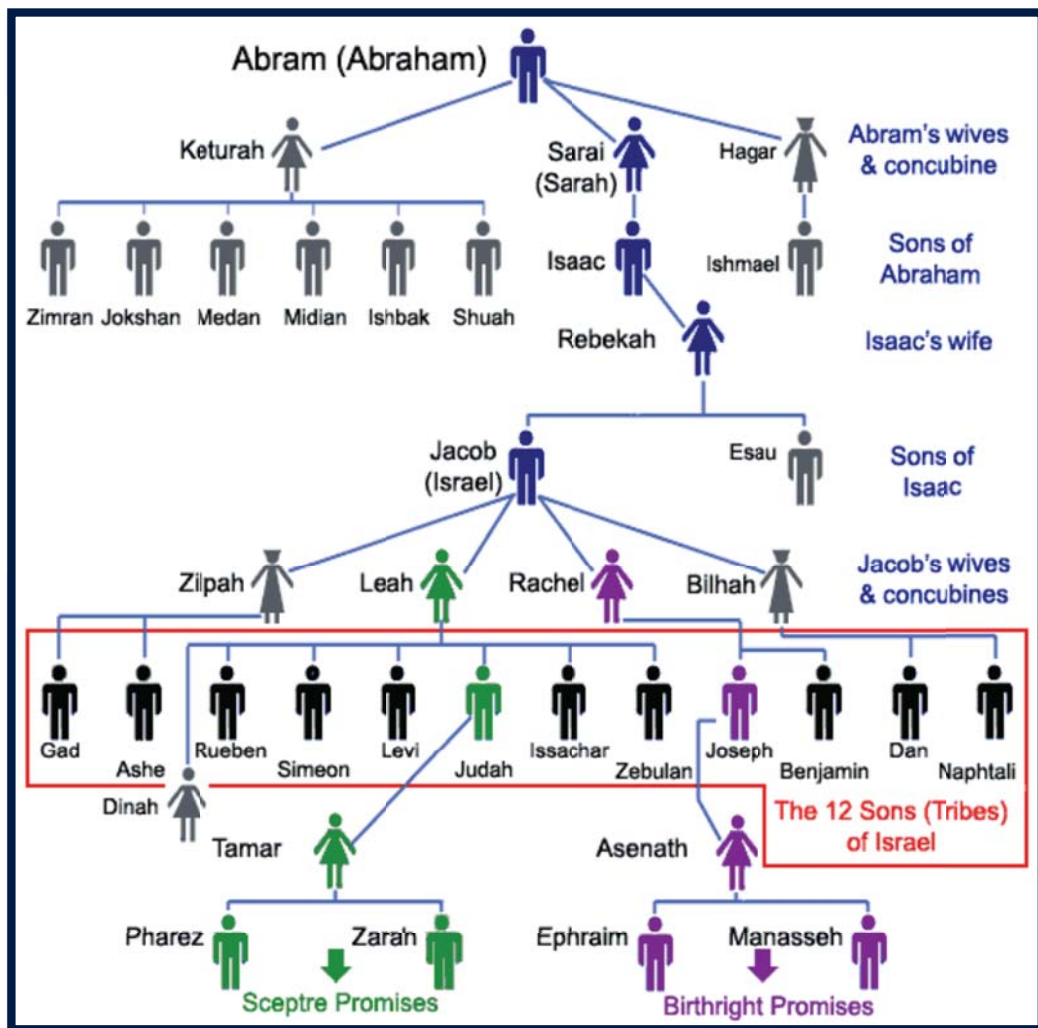 Abram (Abraham)
Keturah
Sarai
(Sarah)
Hagar
Abram's wives
& concubine
Isaac
Ishmael
Sons of
Abraham
Zimran Jokshan Medan Midian Ishbak Shuah
Rebekah
Isaac's wife
Jacob
(Israel)
Esau
Sons of
Isaac
Zilpah
Leah
Rachel
Bilhah
Jacob's wives
& concubines
Gad
Ashe
Rueben
Simeon
Levi
Judah
Issachar
Zebulan
Joseph
Benjamin
Dan
Naphtali
Dinah
The 12 Sons (Tribes)
of Israel
Tamar
Asenath
Pharez
Zarah
Ephraim
Manasseh
Sceptre Promises
Birthright Promises